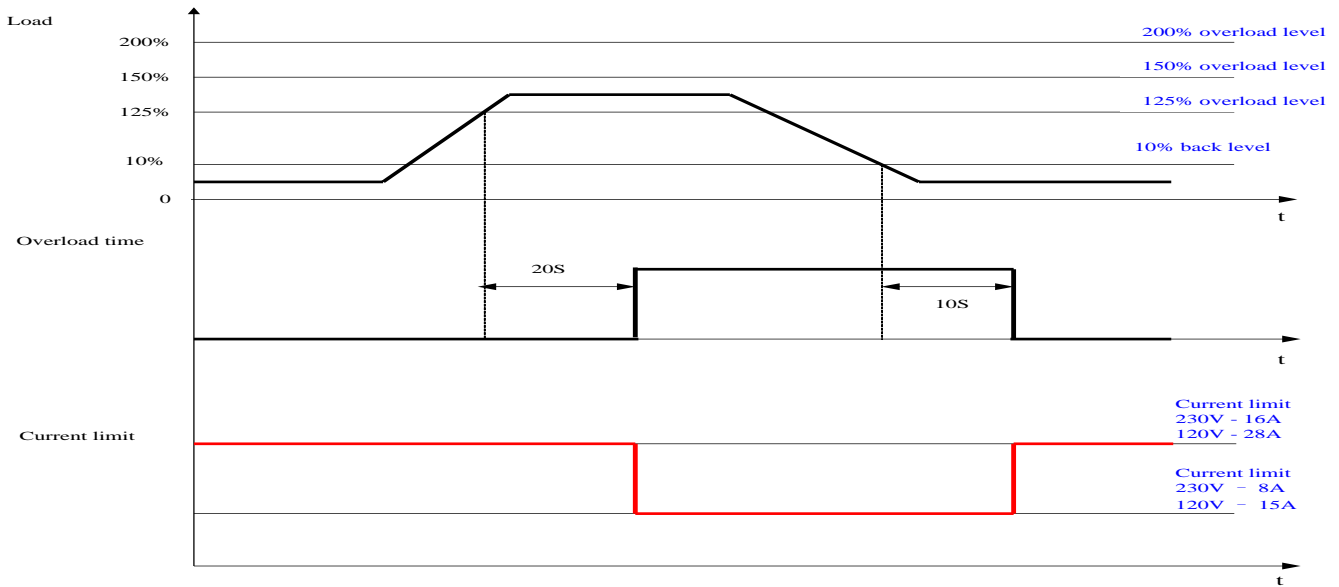 Load
200%
200% overload level
150%
150% overload level
125%
125% overload level
10%
10% back level
0
t
Overload time
20S
10S
t
Current limit
Current limit
230V - 16A
120V - 28A
Current limit
230V - 8A
120V - 15A
t